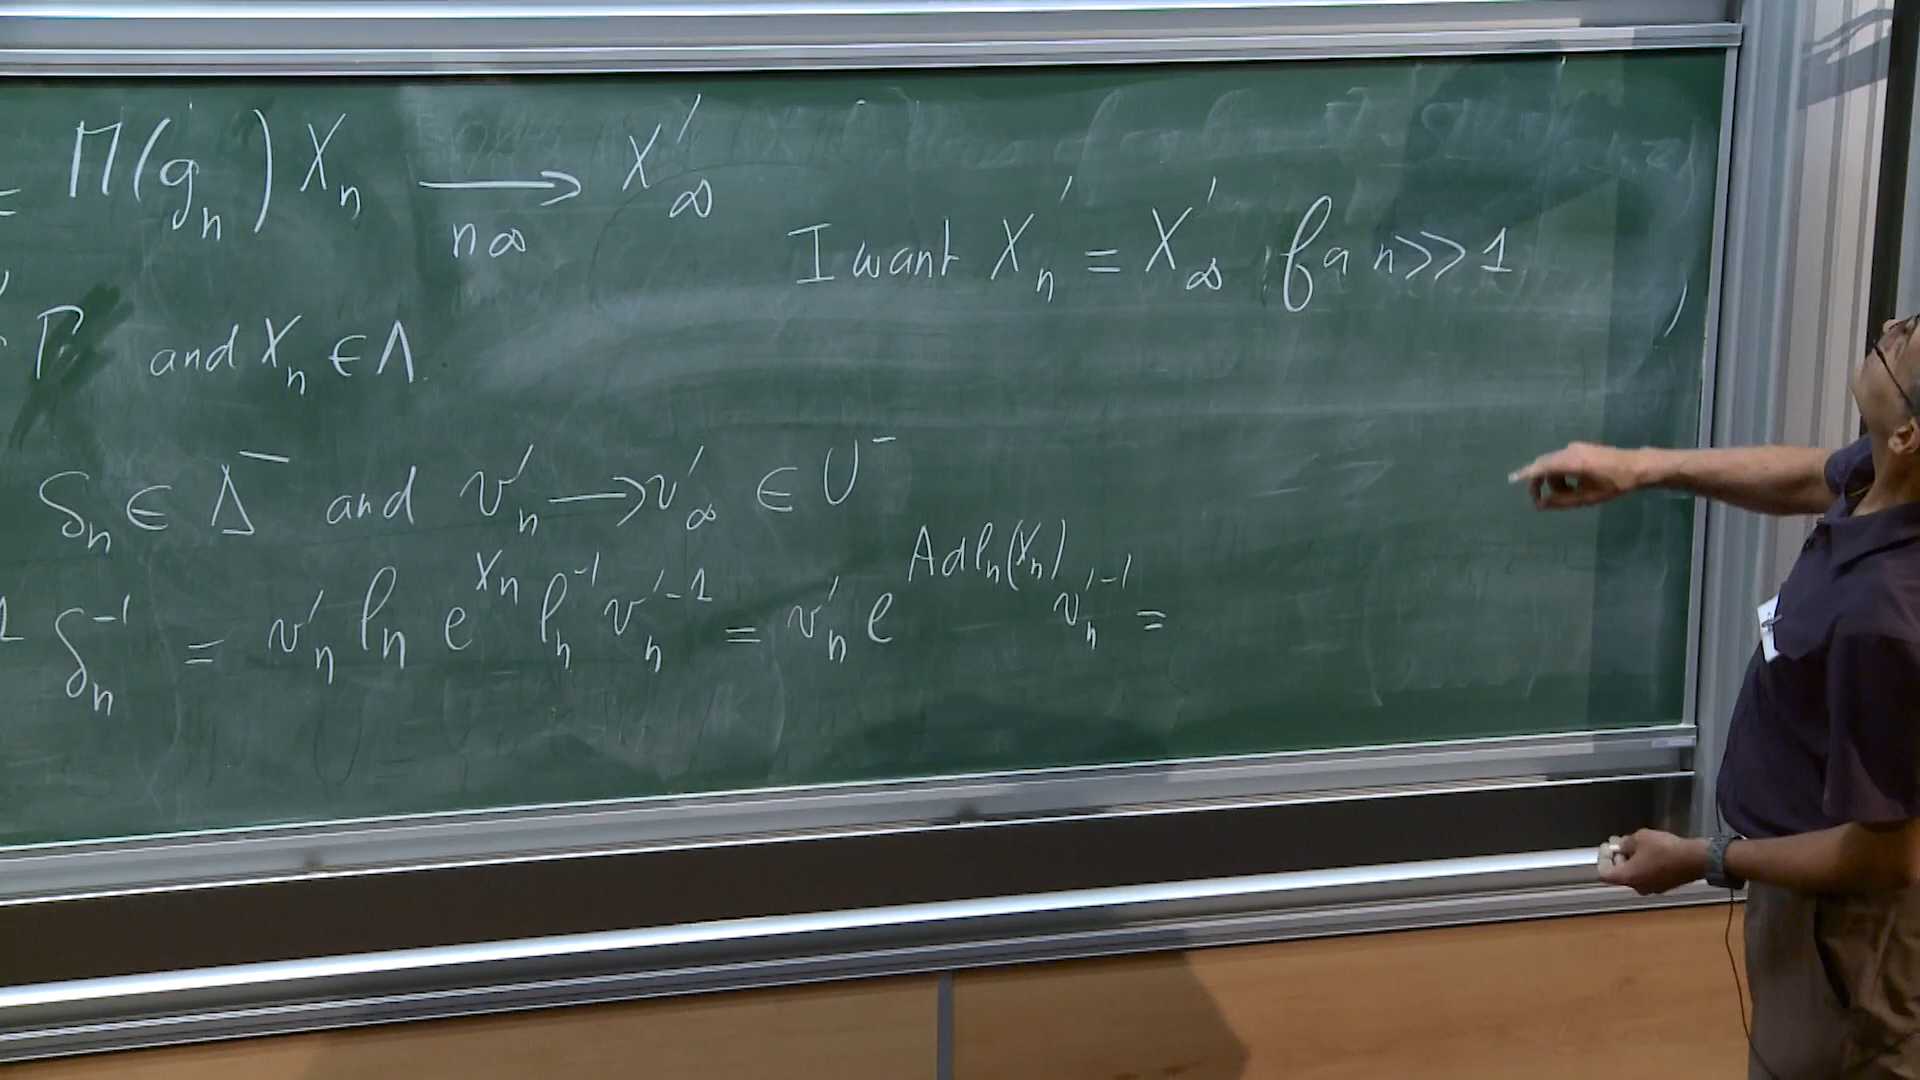 = Π(g_n) X_n ⟶_{n∞} X'_∞
I want X'_n = X'_∞ for n >> 1
Γ and X_n ∈ Λ.
δ_n ∈ Δ^- and v'_n ⟶ v'_∞ ∈ U^-
δ_n^{-1} = v'_n l_n e^{X_n} l_n^{-1} v'_n^{-1} = v'_n e^{Ad l_n(X_n)} v'_n^{-1} =